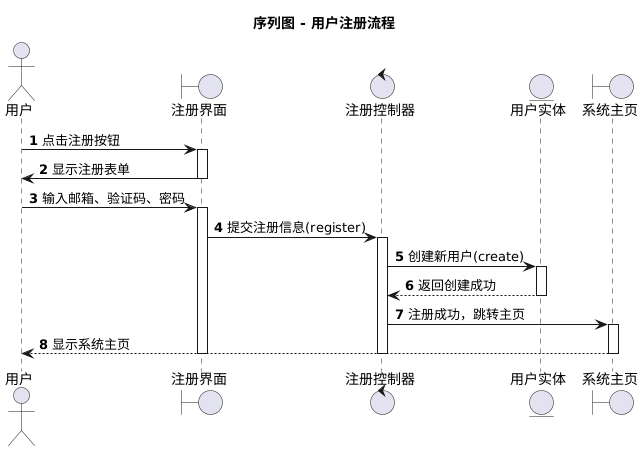 序列图 - 用户注册流程
用户 注册界面 注册控制器 用户实体 系统主页
1 点击注册按钮
2 显示注册表单
3 输入邮箱、验证码、密码
4 提交注册信息(register)
5 创建新用户(create)
6 返回创建成功
7 注册成功，跳转主页
8 显示系统主页
用户 注册界面 注册控制器 用户实体 系统主页